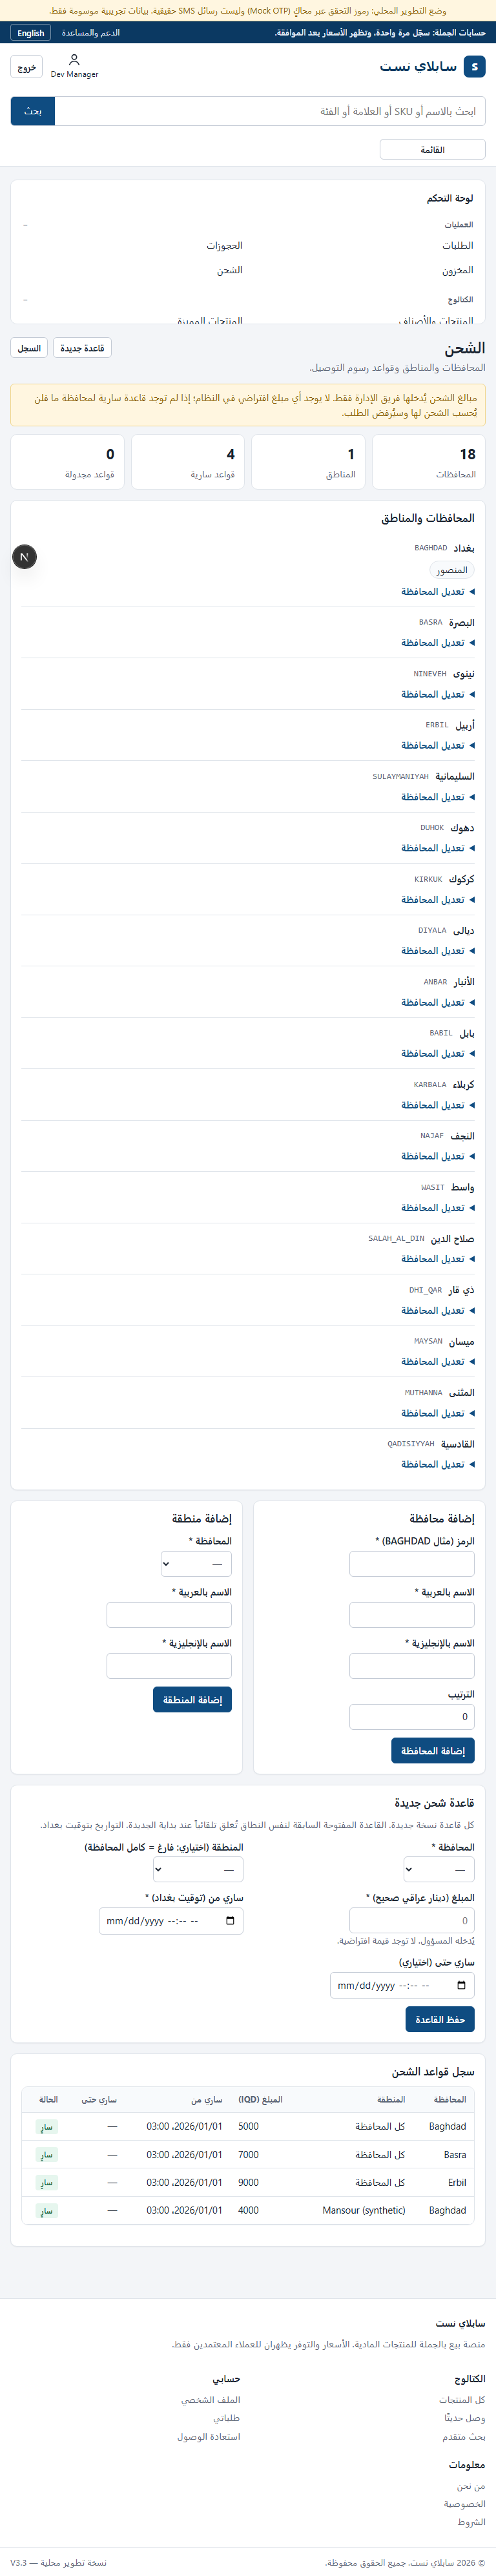 وضع التطوير المحلي: رموز التحقق عبر محاكٍ (Mock OTP) وليست رسائل SMS حقيقية. بيانات تجريبية موسومة فقط.
حسابات الجملة: سجّل مرة واحدة، وتظهر الأسعار بعد الموافقة.
الدعم والمساعدة
English
S
سابلاي نست
Dev Manager
خروج
ابحث بالاسم أو SKU أو العلامة أو الفئة
بحث
القائمة
لوحة التحكم
العمليات −
الطلبات الحجوزات
المخزون الشحن
الكتالوج −
المنتجات والأصناف المنتجات المميزة
الشحن
قاعدة جديدة السجل
المحافظات والمناطق وقواعد رسوم التوصيل.
مبالغ الشحن يُدخلها فريق الإدارة فقط. لا يوجد أي مبلغ افتراضي في النظام؛ إذا لم توجد قاعدة سارية لمحافظة ما فلن
يُحسب الشحن لها وسيُرفض الطلب.
18 1 4 0
المحافظات المناطق قواعد سارية قواعد مجدولة
المحافظات والمناطق
بغداد BAGHDAD
المنصور
تعديل المحافظة
البصرة BASRA
تعديل المحافظة
نينوى NINEVEH
تعديل المحافظة
أربيل ERBIL
تعديل المحافظة
السليمانية SULAYMANIYAH
تعديل المحافظة
دهوك DUHOK
تعديل المحافظة
كركوك KIRKUK
تعديل المحافظة
ديالى DIYALA
تعديل المحافظة
الأنبار ANBAR
تعديل المحافظة
بابل BABIL
تعديل المحافظة
كربلاء KARBALA
تعديل المحافظة
النجف NAJAF
تعديل المحافظة
واسط WASIT
تعديل المحافظة
صلاح الدين SALAH_AL_DIN
تعديل المحافظة
ذي قار DHI_QAR
تعديل المحافظة
ميسان MAYSAN
تعديل المحافظة
المثنى MUTHANNA
تعديل المحافظة
القادسية QADISIYYAH
تعديل المحافظة
إضافة محافظة
الرمز (مثال BAGHDAD) *
الاسم بالعربية *
الاسم بالإنجليزية *
الترتيب
0
إضافة المحافظة
إضافة منطقة
المحافظة *
—
الاسم بالعربية *
الاسم بالإنجليزية *
إضافة المنطقة
قاعدة شحن جديدة
كل قاعدة نسخة جديدة. القاعدة المفتوحة السابقة لنفس النطاق تُغلق تلقائياً عند بداية الجديدة. التواريخ بتوقيت بغداد.
المحافظة * المنطقة (اختياري: فارغ = كامل المحافظة)
— —
المبلغ (دينار عراقي صحيح) * ساري من (توقيت بغداد) *
0 mm/dd/yyyy --:-- --
يُدخله المسؤول. لا توجد قيمة افتراضية.
ساري حتى (اختياري)
mm/dd/yyyy --:-- --
حفظ القاعدة
سجل قواعد الشحن
المحافظة المنطقة المبلغ (IQD) ساري من ساري حتى الحالة
Baghdad كل المحافظة 5000 2026/01/01، 03:00 — سارٍ
Basra كل المحافظة 7000 2026/01/01، 03:00 — سارٍ
Erbil كل المحافظة 9000 2026/01/01، 03:00 — سارٍ
Baghdad Mansour (synthetic) 4000 2026/01/01، 03:00 — سارٍ
سابلاي نست
منصة بيع بالجملة للمنتجات المادية. الأسعار والتوفر يظهران للعملاء المعتمدين فقط.
الكتالوج
كل المنتجات
وصل حديثًا
بحث متقدم
حسابي
الملف الشخصي
طلباتي
استعادة الوصول
معلومات
من نحن
الخصوصية
الشروط
© 2026 سابلاي نست. جميع الحقوق محفوظة.
نسخة تطوير محلية — V3.3